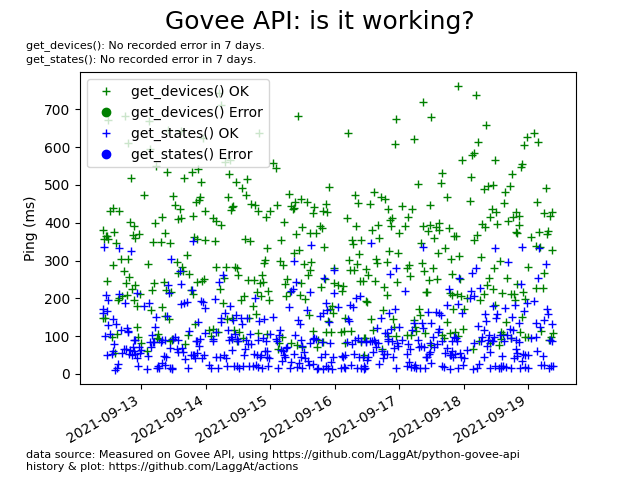 Govee API: is it working?
get_devices(): No recorded error in 7 days.
get_states(): No recorded error in 7 days.
get_devices() OK
get_devices() Error
get_states() OK
get_states() Error
Ping (ms)
700
600
500
400
300
200
100
0
2021-09-13
2021-09-14
2021-09-15
2021-09-16
2021-09-17
2021-09-18
2021-09-19
data source: Measured on Govee API, using https://github.com/LaggAt/python-govee-api
history & plot: https://github.com/LaggAt/actions